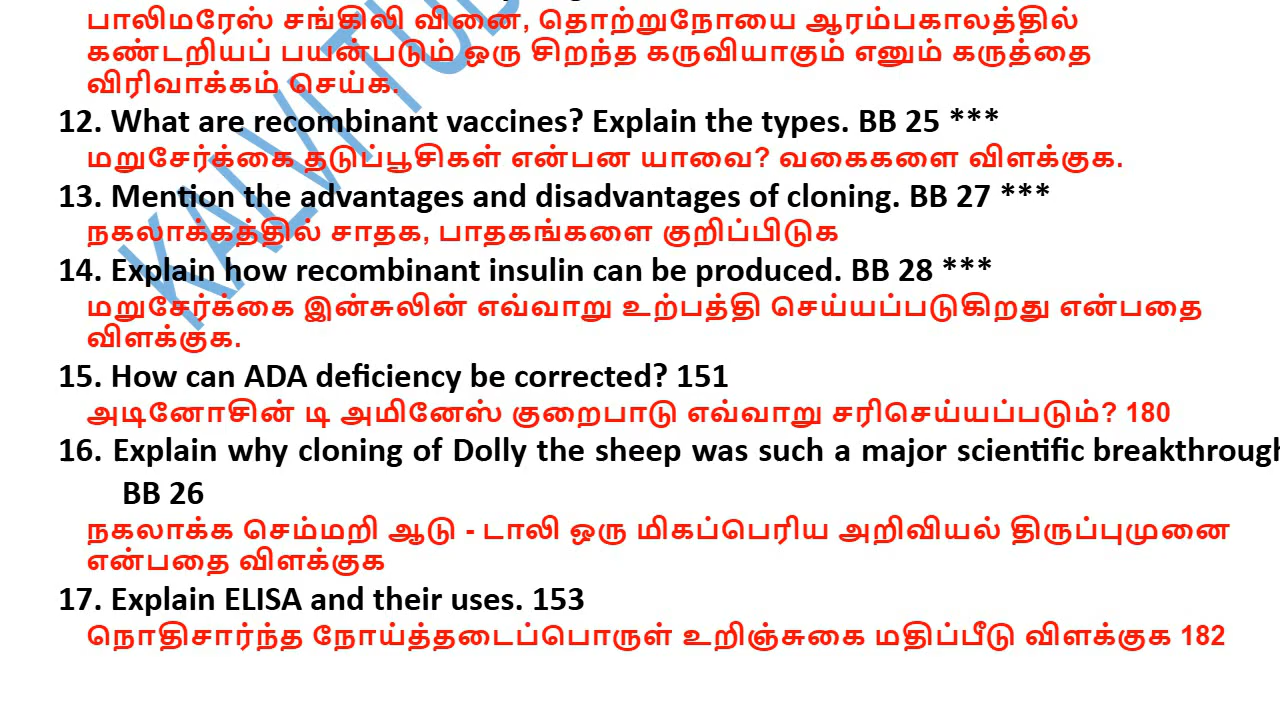 பாலிமரேஸ் சங்கிலி வினை, தொற்றுநோயை ஆரம்பகாலத்தில்
கண்டறியப் பயன்படும் ஒரு சிறந்த கருவியாகும் எனும் கருத்தை
விரிவாக்கம் செய்க.
12. What are recombinant vaccines? Explain the types. BB 25 ***
மறுசேர்க்கை தடுப்பூசிகள் என்பன யாவை? வகைகளை விளக்குக.
13. Mention the advantages and disadvantages of cloning. BB 27 ***
நகலாக்கத்தில் சாதக, பாதகங்களை குறிப்பிடுக
14. Explain how recombinant insulin can be produced. BB 28 ***
மறுசேர்க்கை இன்சுலின் எவ்வாறு உற்பத்தி செய்யப்படுகிறது என்பதை
விளக்குக.
15. How can ADA deficiency be corrected? 151
அடினோசின் டி அமினேஸ் குறைபாடு எவ்வாறு சரிசெய்யப்படும்? 180
16. Explain why cloning of Dolly the sheep was such a major scientific breakthrough
BB 26
நகலாக்க செம்மறி ஆடு - டாலி ஒரு மிகப்பெரிய அறிவியல் திருப்புமுனை
என்பதை விளக்குக
17. Explain ELISA and their uses. 153
நொதிசார்ந்த நோய்த்தடைப்பொருள் உறிஞ்சுகை மதிப்பீடு விளக்குக 182
KALVI